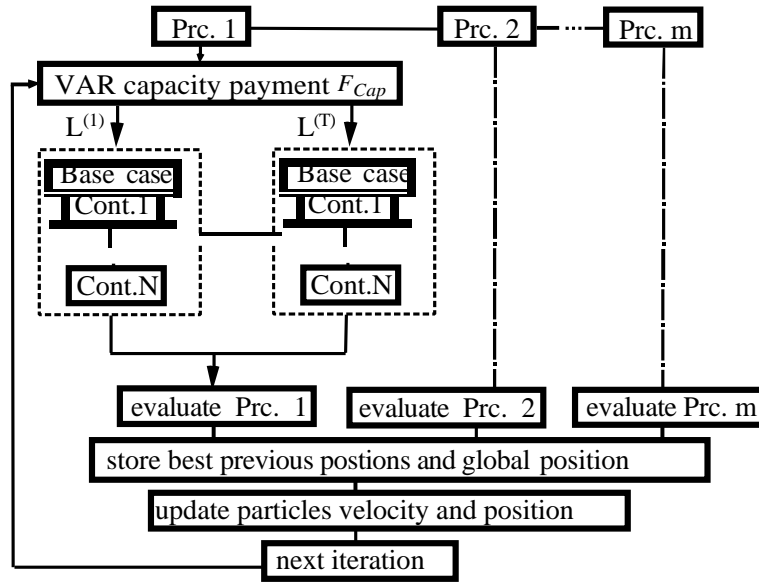 Prc. 1 Prc. 2 Prc. m
VAR capacity payment F_Cap
L^(1) L^(T)
Base case Base case
Cont.1 Cont.1
Cont.N Cont.N
evaluate Prc. 1 evaluate Prc. 2 evaluate Prc. m
store best previous postions and global position
update particles velocity and position
next iteration